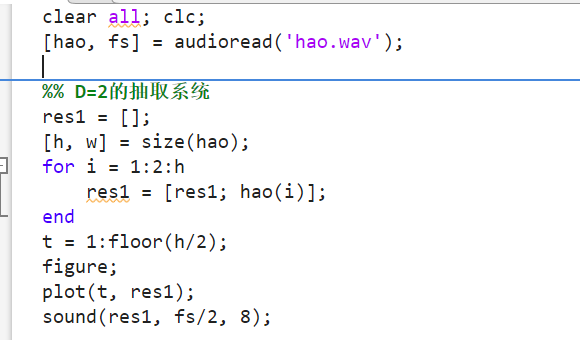 clear all; clc;
[hao, fs] = audioread('hao.wav');
%% D=2的抽取系统
res1 = [];
[h, w] = size(hao);
for i = 1:2:h
res1 = [res1; hao(i)];
end
t = 1:floor(h/2);
figure;
plot(t, res1);
sound(res1, fs/2, 8);